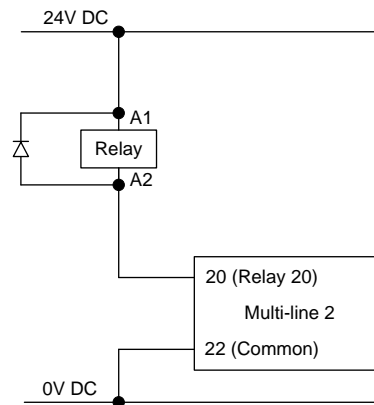 24V DC
A1
Relay
A2
20 (Relay 20)
Multi-line 2
22 (Common)
0V DC